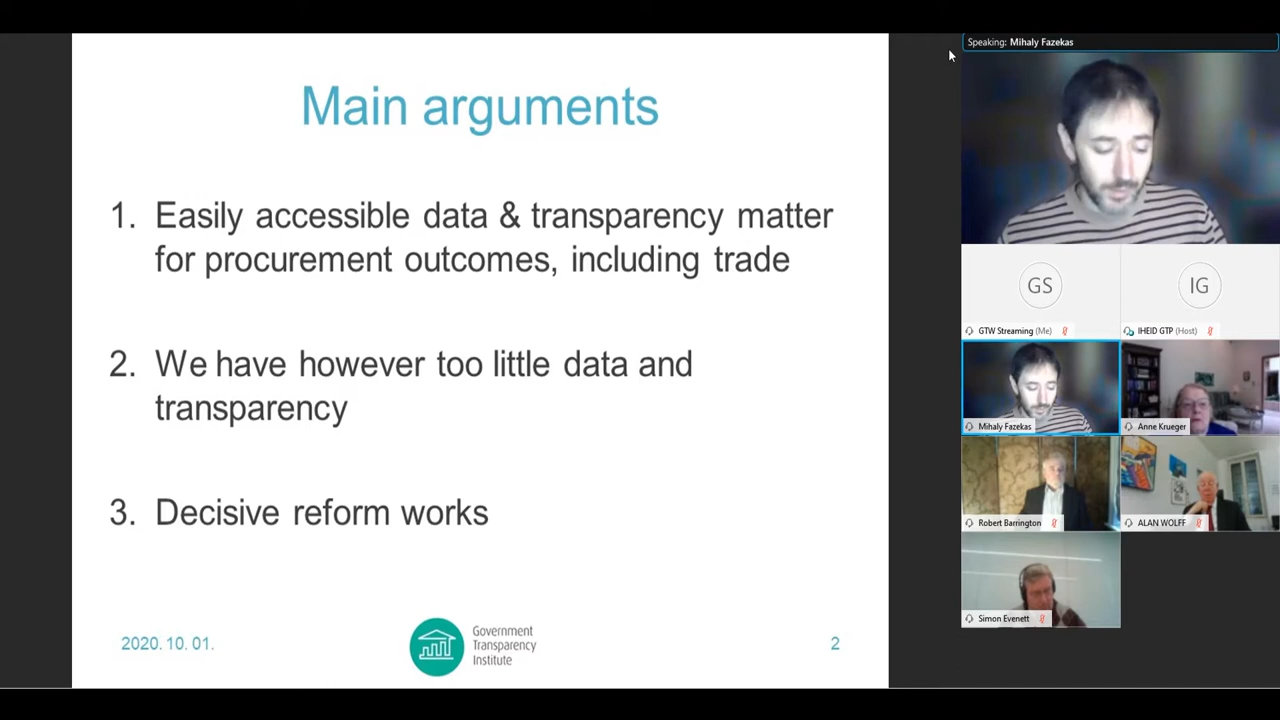 Main arguments
1. Easily accessible data & transparency matter
for procurement outcomes, including trade
2. We have however too little data and
transparency
3. Decisive reform works
2020. 10. 01.
Government
Transparency
Institute
2
Speaking: Mihaly Fazekas
GS
IG
GTW Streaming (Me)
IHEID GTP (Host)
Mihaly Fazekas
Anne Krueger
Robert Barrington
ALAN WOLFF
Simon Evenett